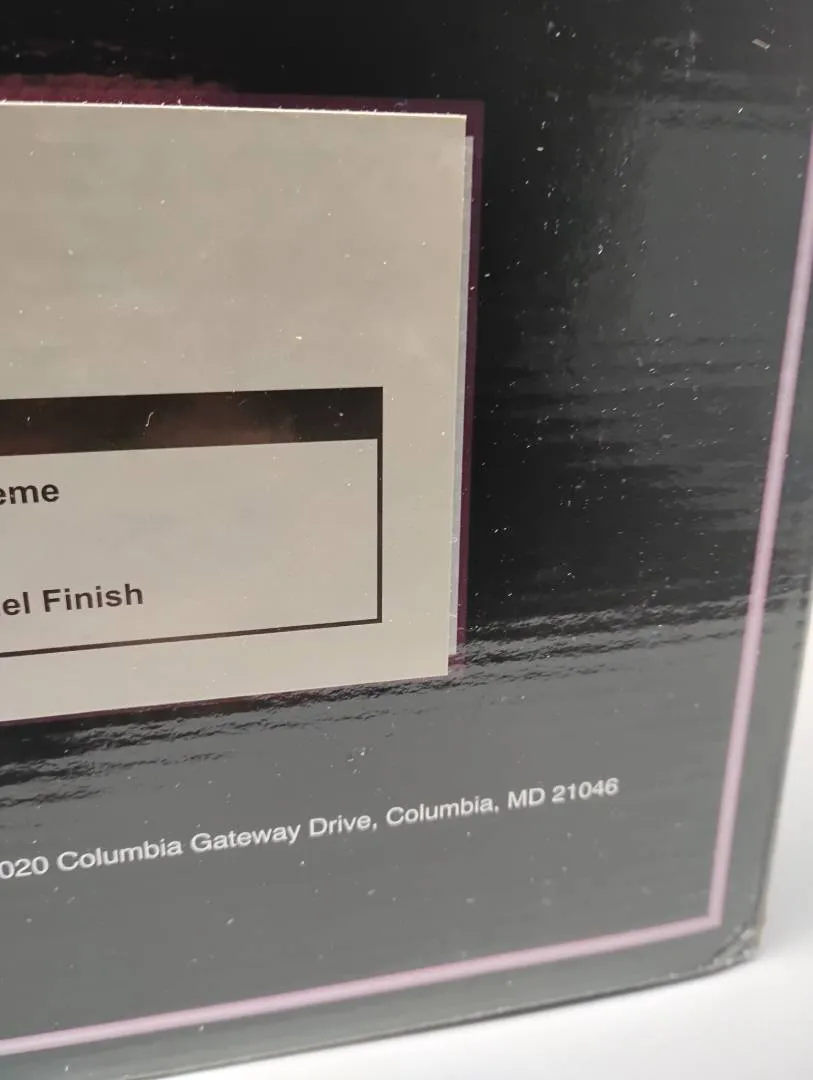 eme
el Finish
020 Columbia Gateway Drive, Columbia, MD 21046